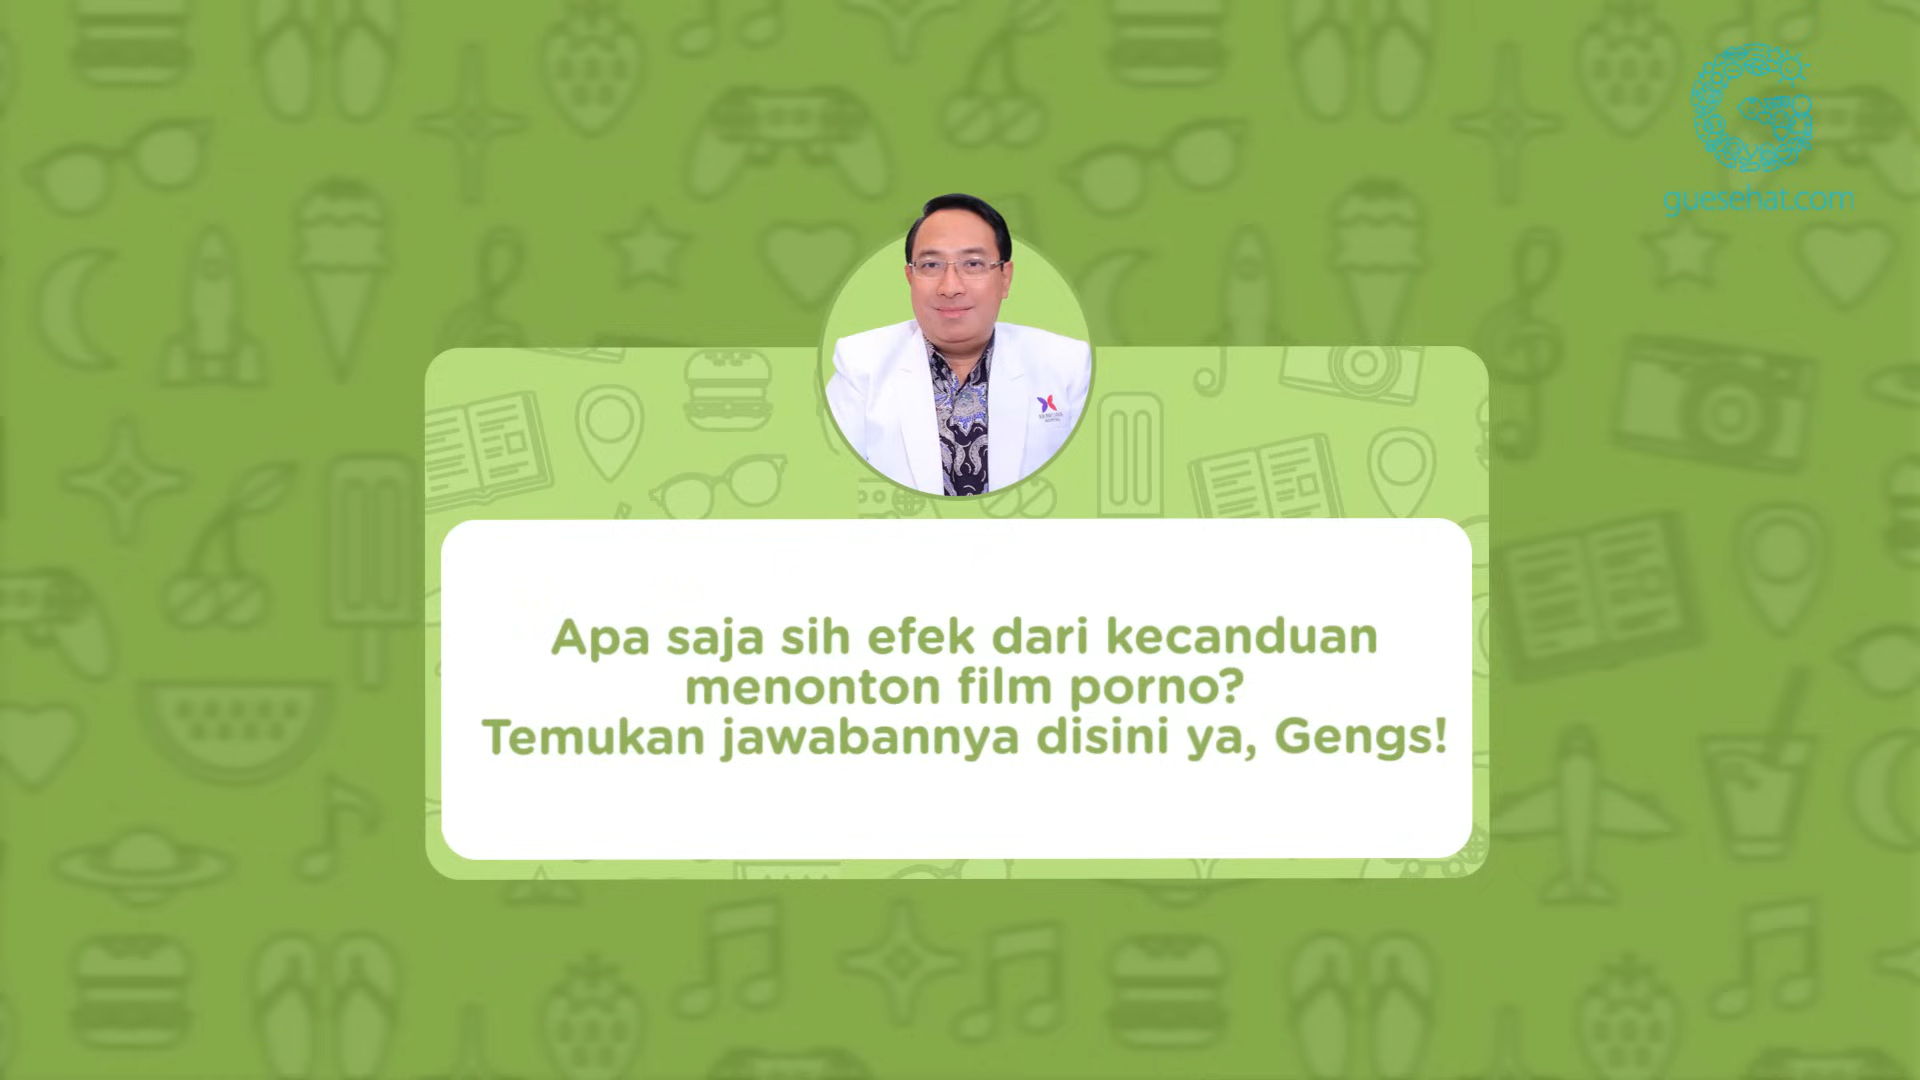 guesehat.com
Apa saja sih efek dari kecanduan
menonton film porno?
Temukan jawabannya disini ya, Gengs!